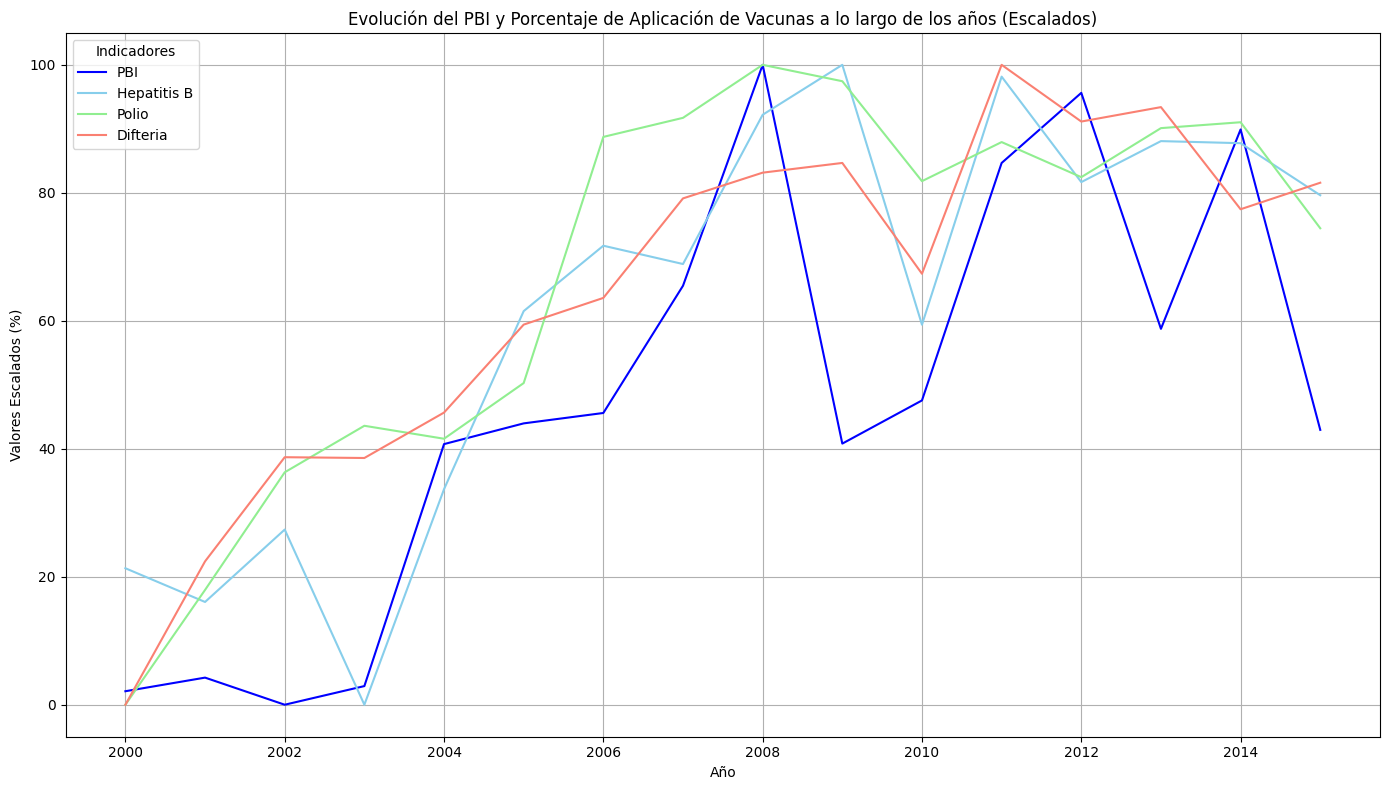 Evolución del PBI y Porcentaje de Aplicación de Vacunas a lo largo de los años (Escalados)
Indicadores
PBI
Hepatitis B
Polio
Difteria
Valores Escalados (%)
100
80
60
40
20
0
2000 2002 2004 2006 2008 2010 2012 2014
Año